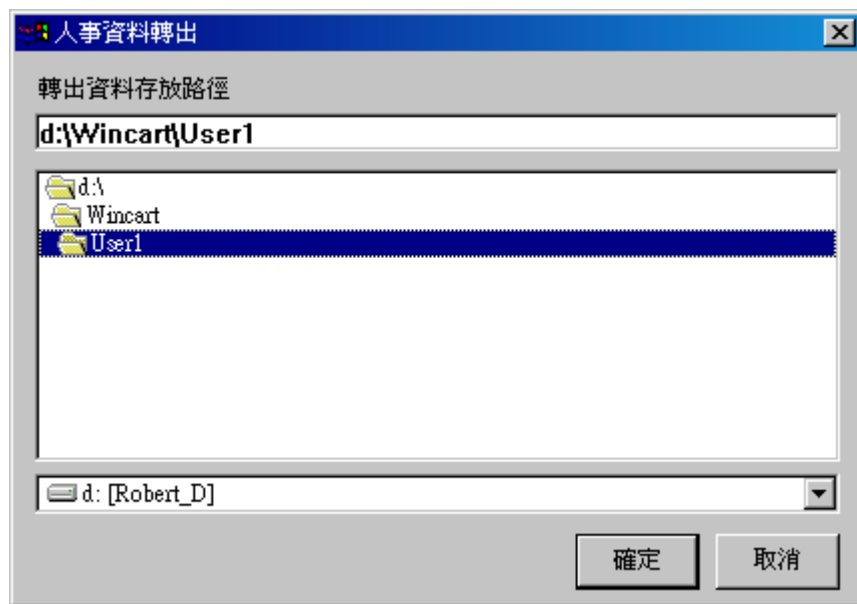 人事資料轉出
轉出資料存放路徑
d:\Wincart\User1
d:\
Wincart
User1
d: [Robert_D]
確定 取消